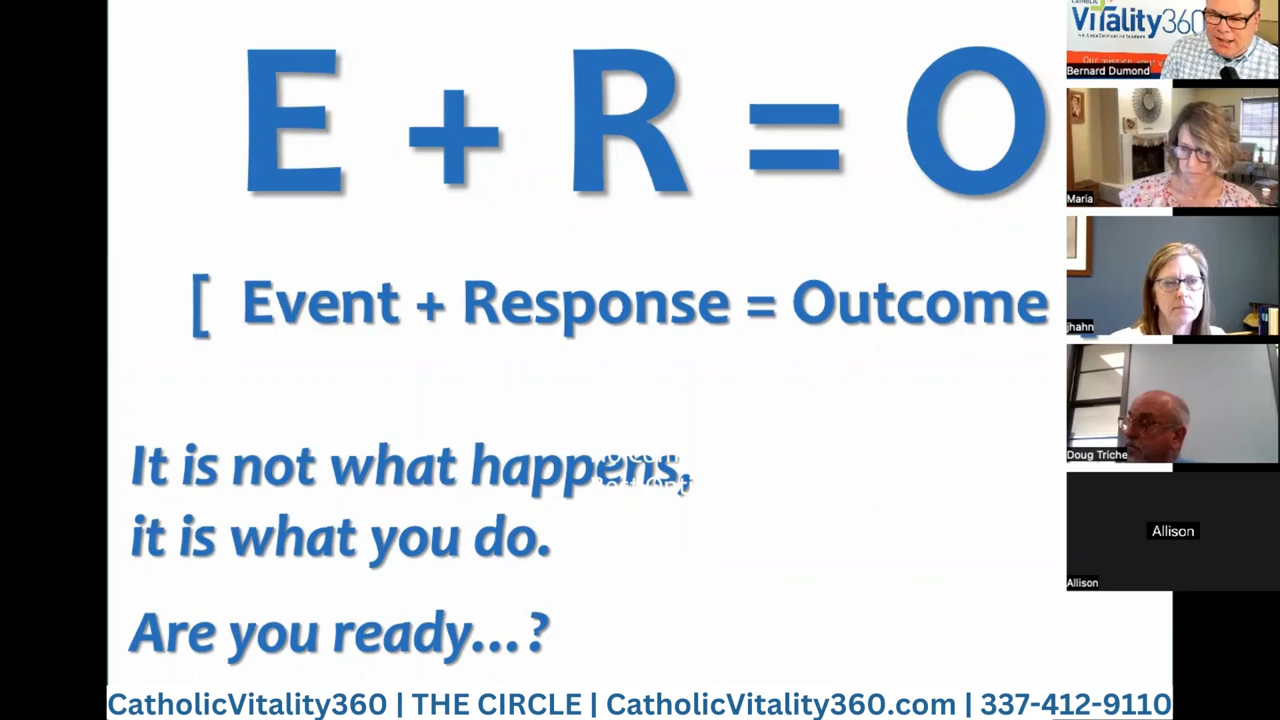 E + R = O
[ Event + Response = Outcome
It is not what happens,
it is what you do.
Are you ready...?
Vitality360
Bernard Dumond
Maria
jhahn
Doug Triche
Allison
Allison
CatholicVitality360 | THE CIRCLE | CatholicVitality360.com | 337-412-9110